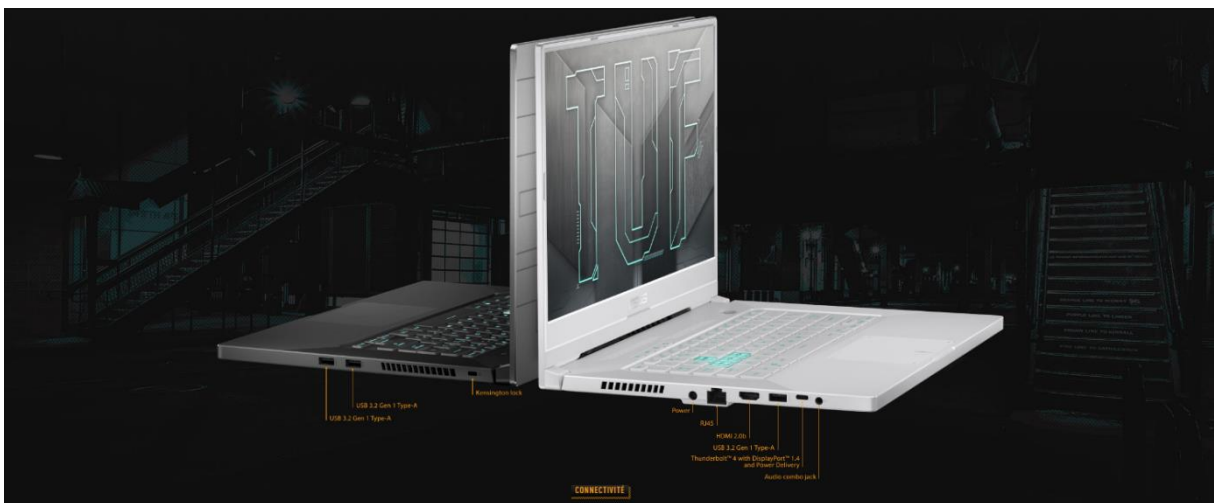 TUF
Kensington lock
USB 3.2 Gen 1 Type-A
USB 3.2 Gen 1 Type-A
Power
RJ45
HDMI 2.0b
USB 3.2 Gen 1 Type-A
Thunderbolt™ 4 with DisplayPort™ 1.4
and Power Delivery
Audio combo jack
CONNECTIVITÉ